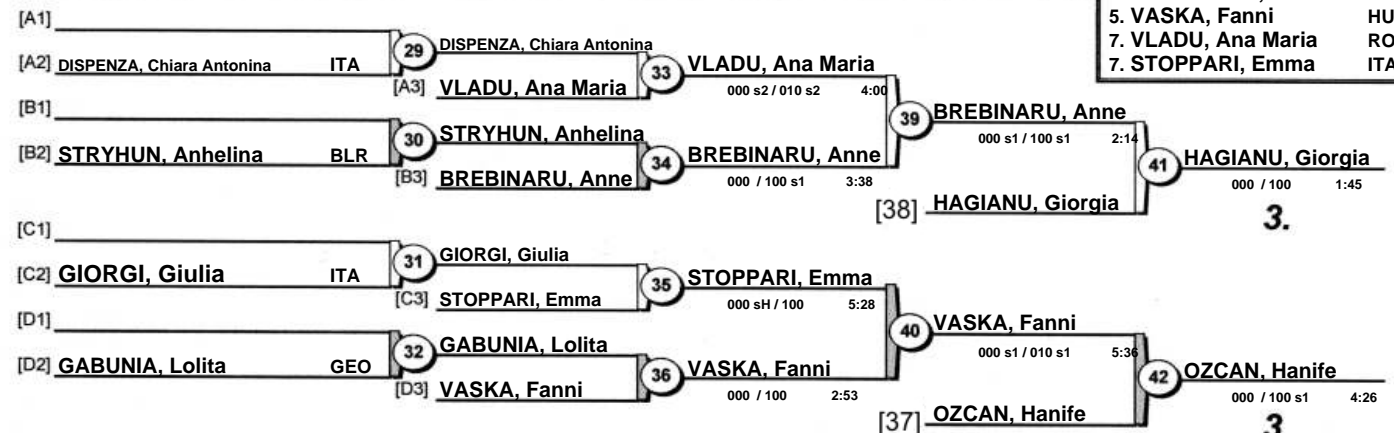 5. VASKA, Fanni HU
7. VLADU, Ana Maria RO
7. STOPPARI, Emma ITA
[A1]
[A2] DISPENZA, Chiara Antonina ITA
29
DISPENZA, Chiara Antonina
[A3] VLADU, Ana Maria
33
VLADU, Ana Maria
000 s2 / 010 s2 4:00
[B1]
[B2] STRYHUN, Anhelina BLR
30
STRYHUN, Anhelina
[B3] BREBINARU, Anne
34
BREBINARU, Anne
000 / 100 s1 3:38
39
BREBINARU, Anne
000 s1 / 100 s1 2:14
[38] HAGIANU, Giorgia
41
HAGIANU, Giorgia
000 / 100 1:45
3.
[C1]
[C2] GIORGI, Giulia ITA
31
GIORGI, Giulia
[C3] STOPPARI, Emma
35
STOPPARI, Emma
000 sH / 100 5:28
[D1]
[D2] GABUNIA, Lolita GEO
32
GABUNIA, Lolita
[D3] VASKA, Fanni
36
VASKA, Fanni
000 / 100 2:53
40
VASKA, Fanni
000 s1 / 010 s1 5:36
[37] OZCAN, Hanife
42
OZCAN, Hanife
000 / 100 s1 4:26
3